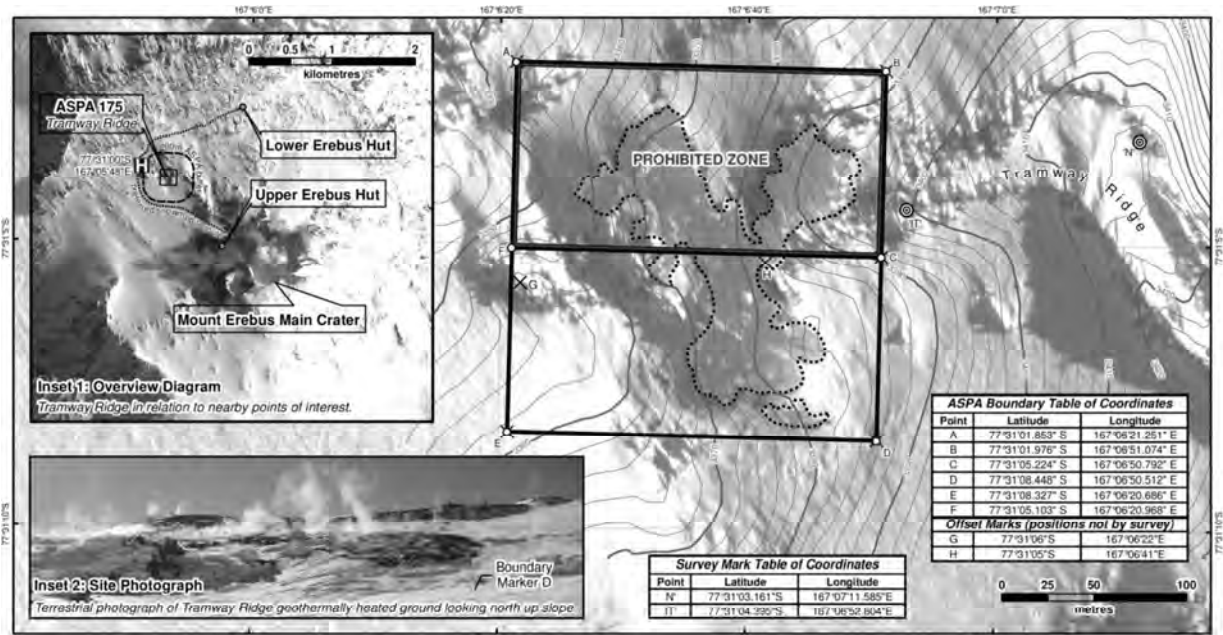 167°6'0"E
167°6'20"E
167°6'40"E
167°7'0"E
0 0.5 1 2
kilometres
ASPA 175
Tramway Ridge
Lower Erebus Hut
77°31'00"S
167°05'48"E
H
Upper Erebus Hut
Mount Erebus Main Crater
Inset 1: Overview Diagram
Tramway Ridge in relation to nearby points of interest.
A
B
PROHIBITED ZONE
N'
Tramway Ridge
F
C
G
H
E
D
77°31'5"S
77°31'5"S
77°31'10"S
77°31'10"S
Boundary
Marker D
Inset 2: Site Photograph
Terrestrial photograph of Tramway Ridge geothermally heated ground looking north up slope
ASPA Boundary Table of Coordinates
Point Latitude Longitude
A 77°31'01.853" S 167°06'21.251" E
B 77°31'01.976" S 167°06'51.074" E
C 77°31'05.224" S 167°06'50.792" E
D 77°31'08.448" S 167°06'50.512" E
E 77°31'08.327" S 167°06'20.686" E
F 77°31'05.103" S 167°06'20.968" E
Offset Marks (positions not by survey)
G 77°31'06"S 167°06'22"E
H 77°31'05"S 167°06'41"E
Survey Mark Table of Coordinates
Point Latitude Longitude
N' 77°31'03.161"S 167°07'11.585"E
77°31'04.395"S 167°06'52.604"E
0 25 50 100
metres